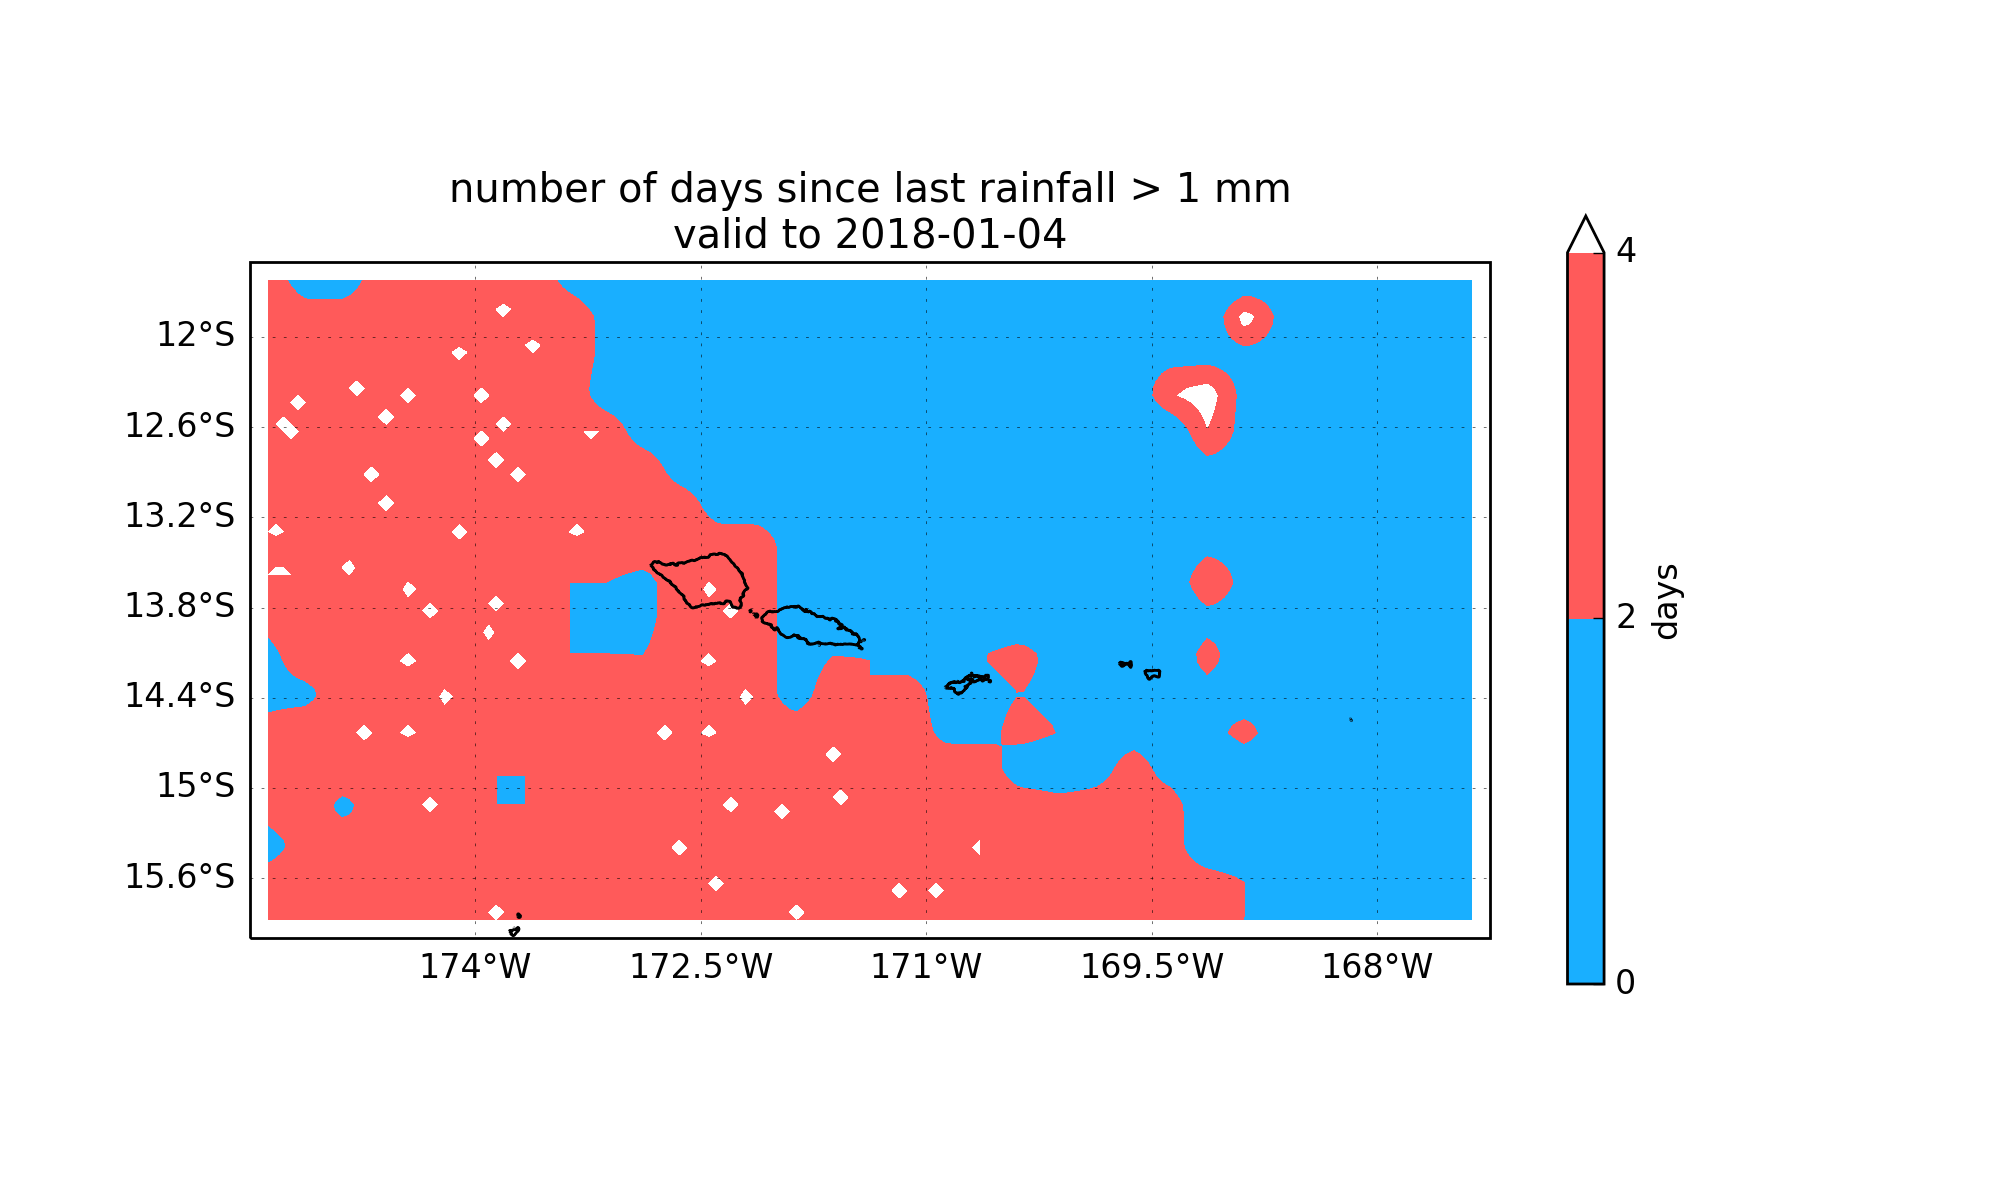 number of days since last rainfall > 1 mm
valid to 2018-01-04
12°S
12.6°S
13.2°S
13.8°S
14.4°S
15°S
15.6°S
174°W
172.5°W
171°W
169.5°W
168°W
4
2
0
days